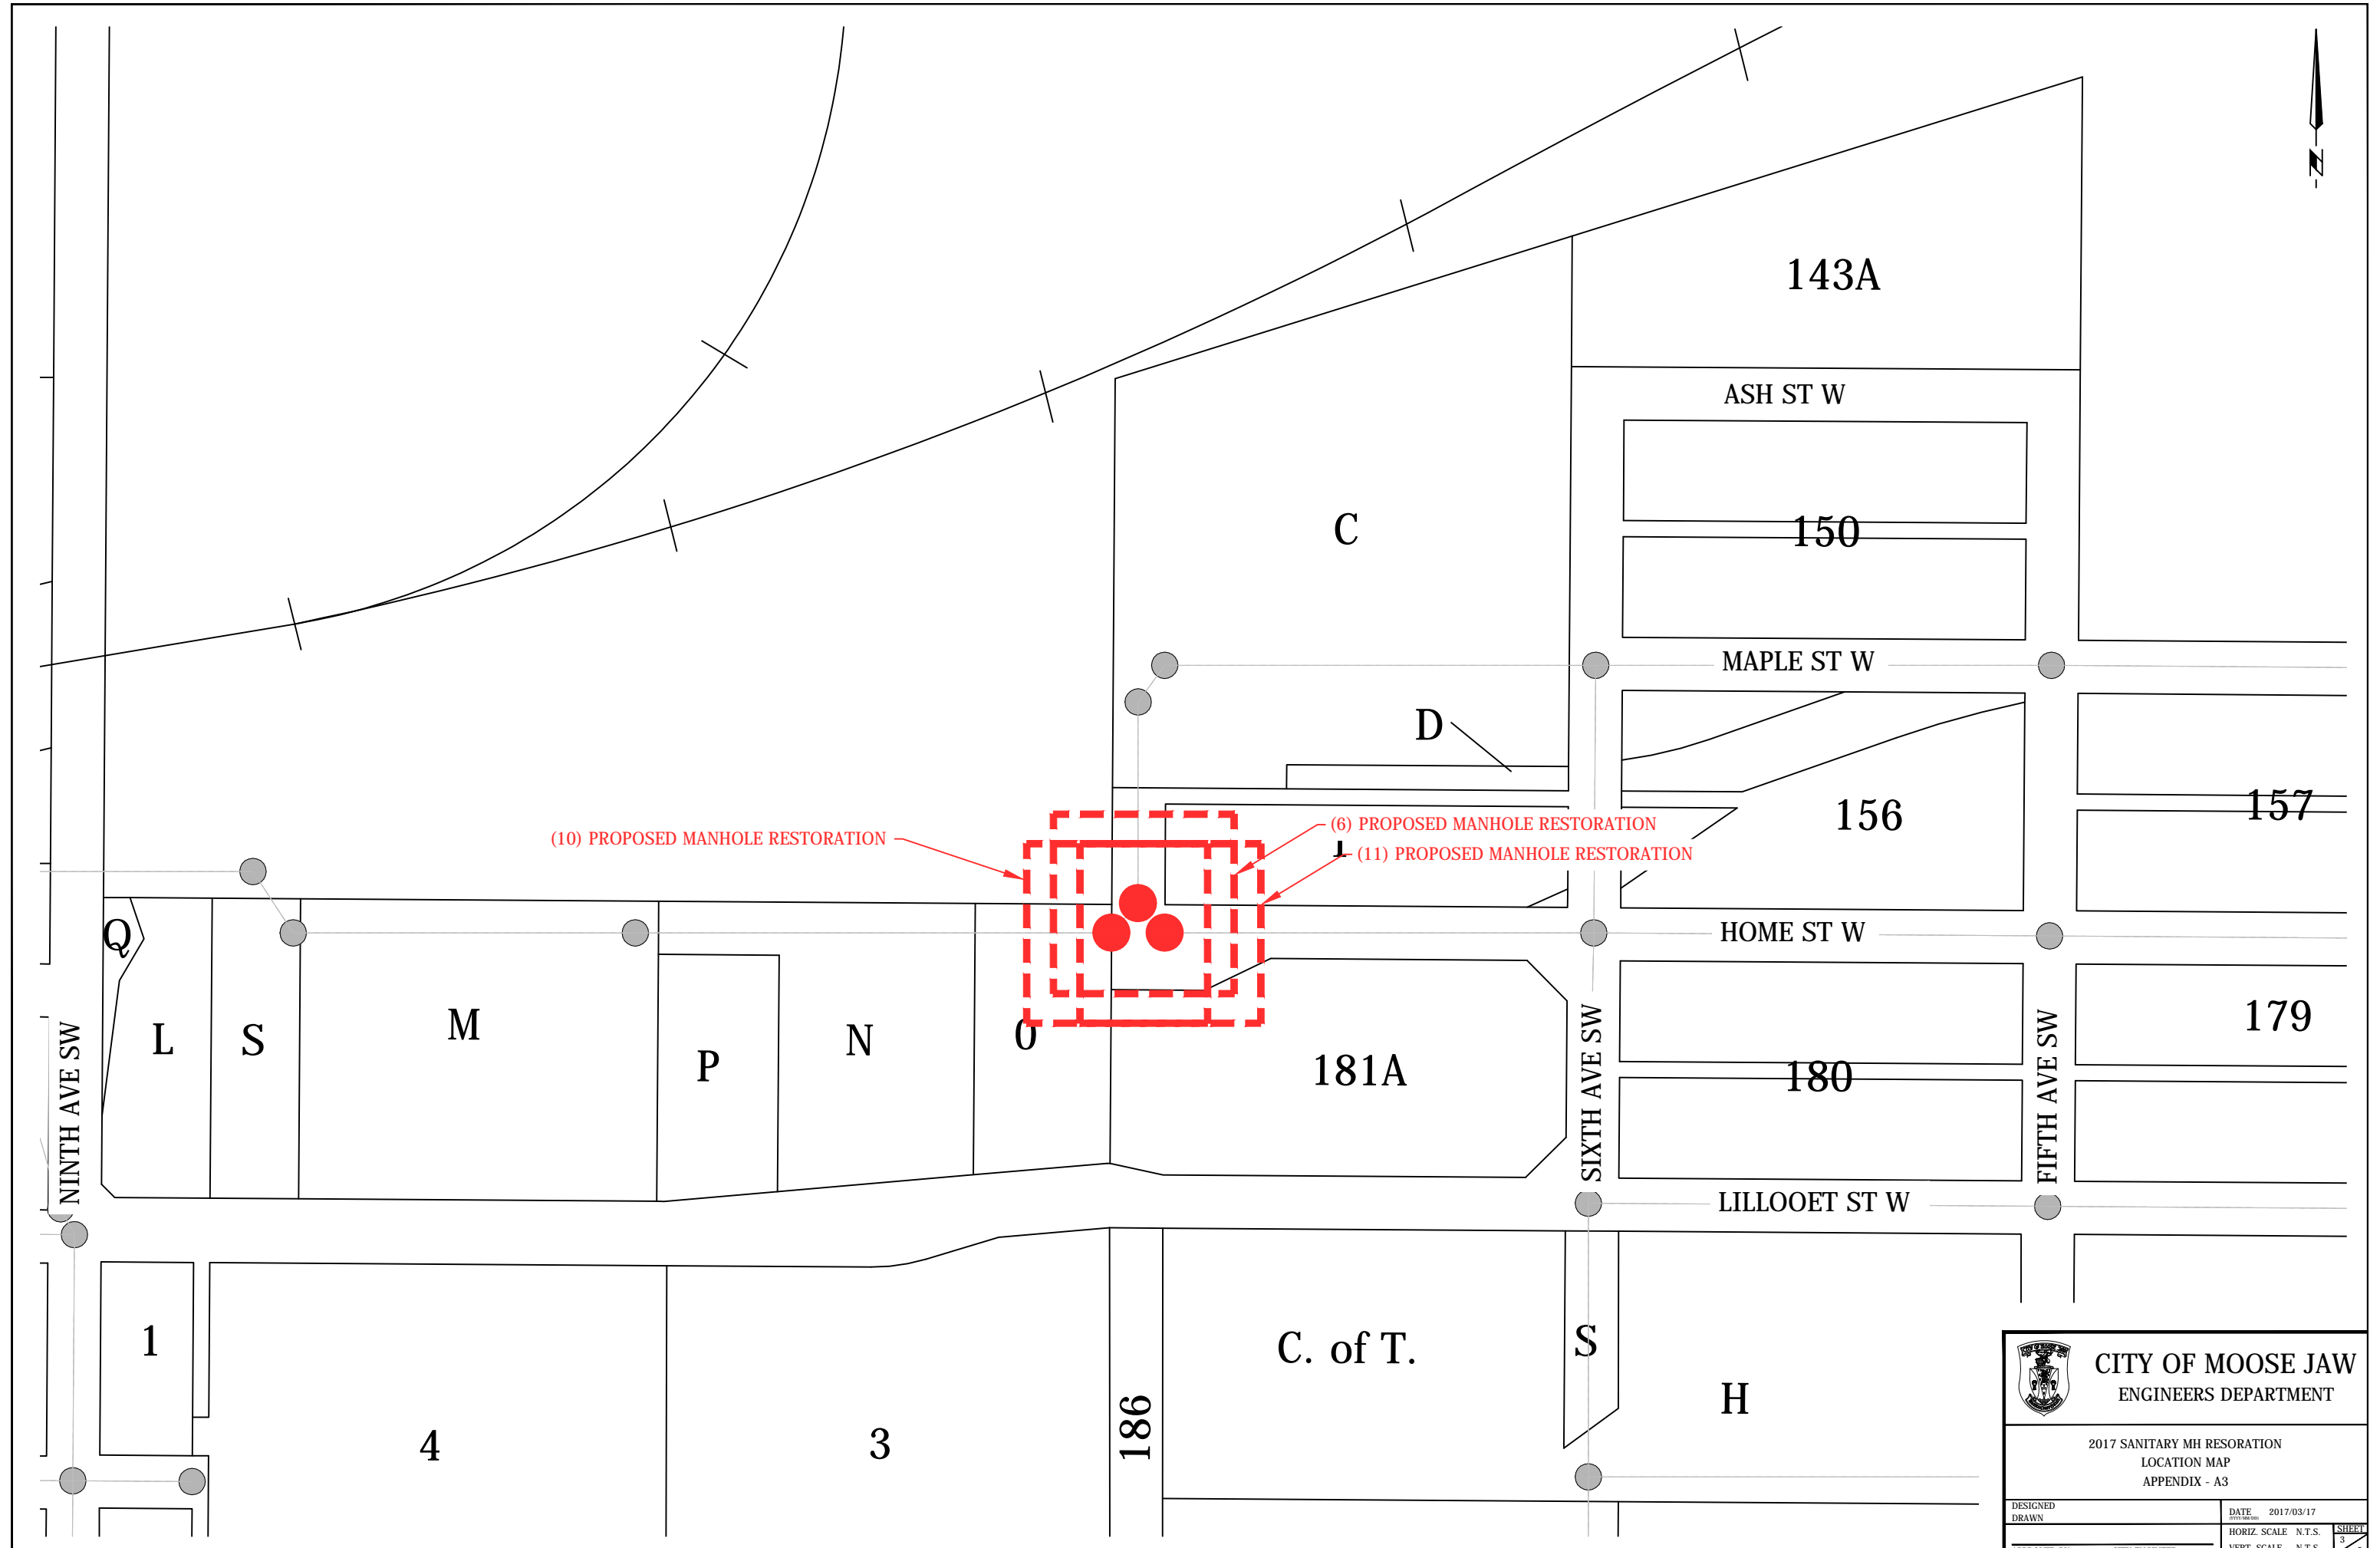 N
143A
ASH ST W
C
150
MAPLE ST W
D
156
157
(10) PROPOSED MANHOLE RESTORATION
(6) PROPOSED MANHOLE RESTORATION
(11) PROPOSED MANHOLE RESTORATION
Q
HOME ST W
L
S
M
P
N
O
181A
180
179
NINTH AVE SW
SIXTH AVE SW
FIFTH AVE SW
LILLOOET ST W
1
4
3
186
C. of T.
S
H
CITY OF MOOSE JAW
ENGINEERS DEPARTMENT
2017 SANITARY MH RESORATION
LOCATION MAP
APPENDIX - A3
DESIGNED
DRAWN
DATE 2017/03/17
HORIZ. SCALE N.T.S.
SHEET
3
VERT. SCALE N.T.S.